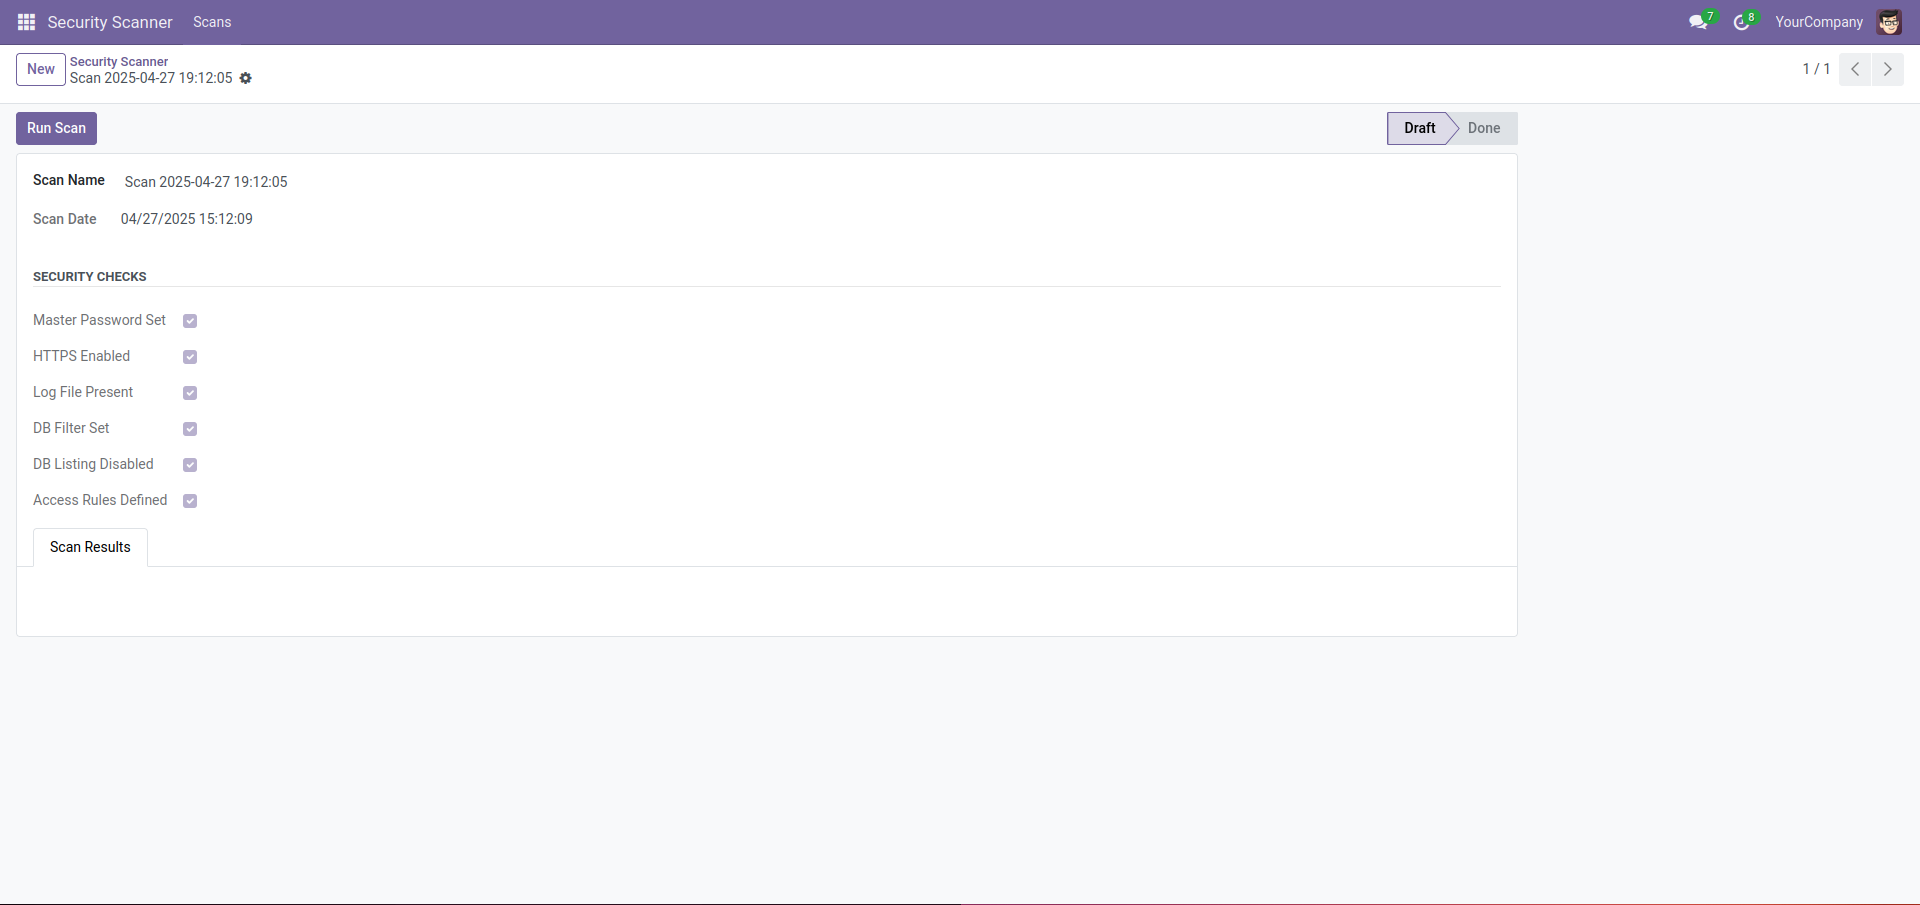 Security Scanner Scans 7 8 YourCompany
New Security Scanner
Scan 2025-04-27 19:12:05 1 / 1
Run Scan Draft Done
Scan Name Scan 2025-04-27 19:12:05
Scan Date 04/27/2025 15:12:09
SECURITY CHECKS
Master Password Set
HTTPS Enabled
Log File Present
DB Filter Set
DB Listing Disabled
Access Rules Defined
Scan Results